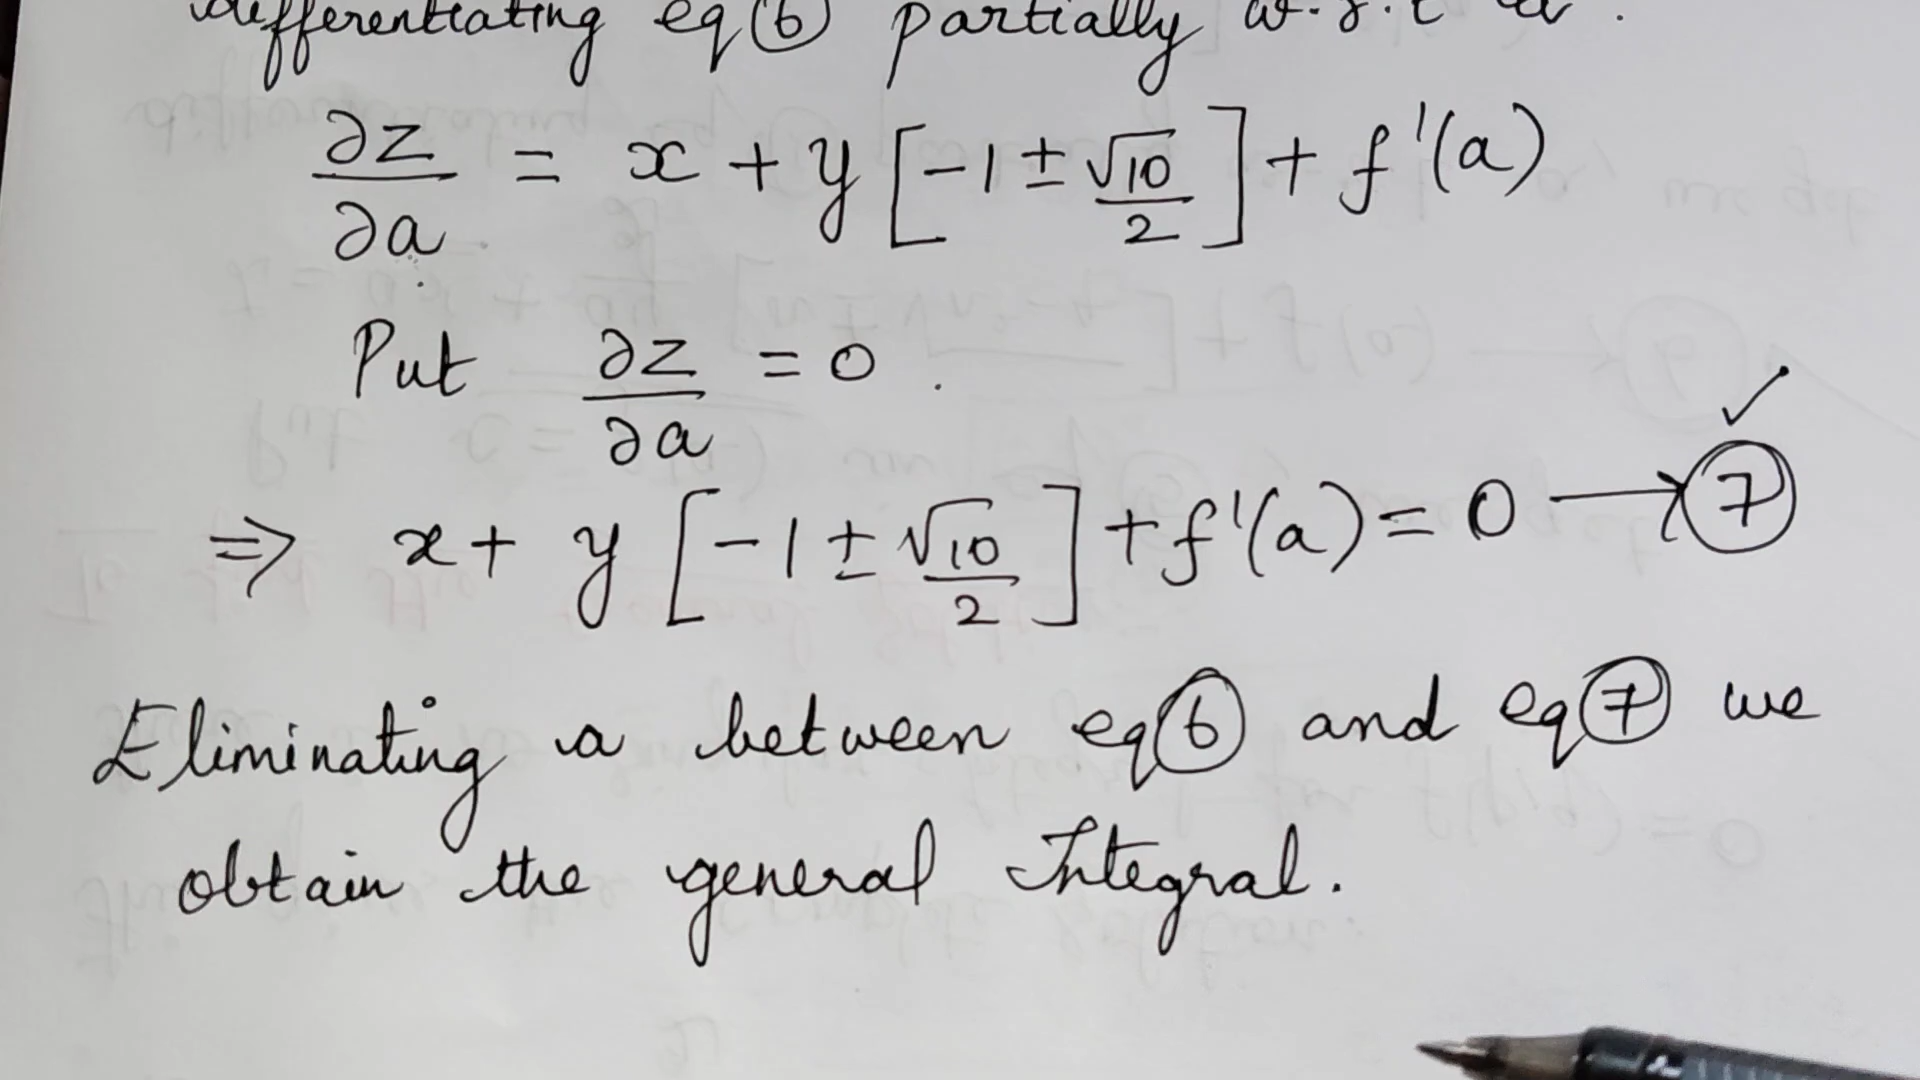 differentiating eq ⑥ partially w.r.t a.
∂z/∂a = x + y [-1 ± √10/2] + f'(a)
Put ∂z/∂a = 0.
⇒ x + y [-1 ± √10/2] + f'(a) = 0 → ⑦ ✓
Eliminating a between eq ⑥ and eq ⑦ we
obtain the general Integral.